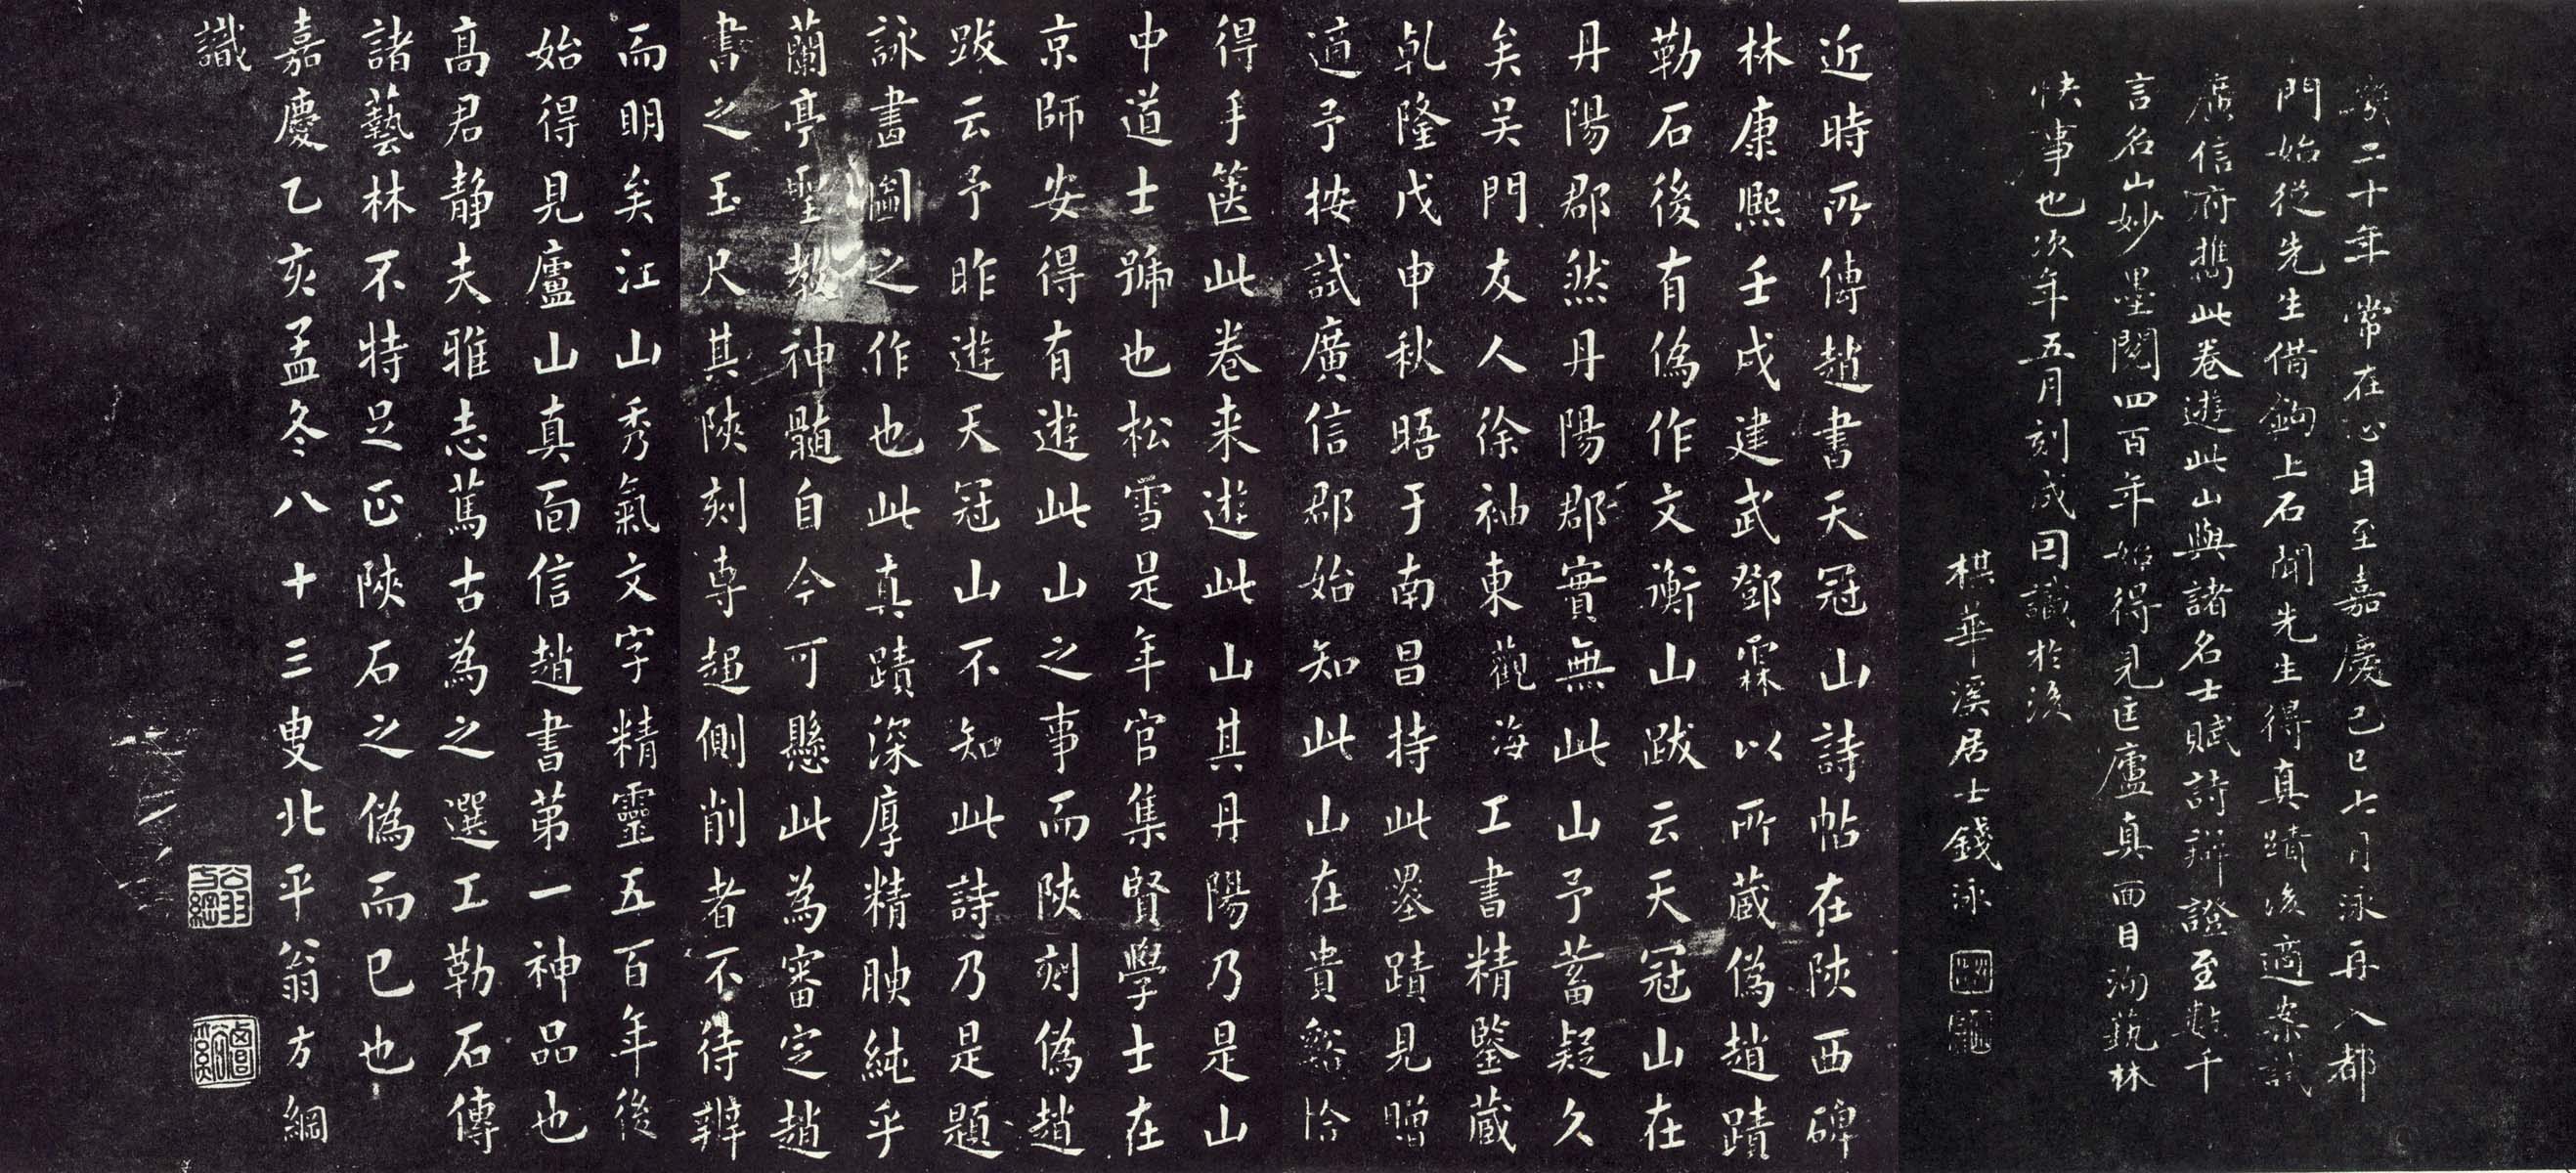 二十年常在心目至嘉慶己巳七月泳再入都
門始從先生借鉤上石聞先生得真蹟後適案試
廣信府攜此卷遊此山與諸名士賦詩辯證至數千
言名山妙墨閱四百年始得見匡廬真面目洵藝林
快事也次年五月刻成因識於後
棋華溪居士錢泳
近時所傳趙書天冠山詩帖在陝西碑
林康熙壬戌建武鄧霖以所藏偽趙蹟
勒石後有偽作文衡山跋云天冠山在
丹陽郡然丹陽郡實無此山予蓄疑久
矣吴門友人徐袖東觀海工書精鑒藏
乹隆戊申秋晤于南昌持此墨蹟見贈
適予按試廣信郡始知此山在貴谿恰
得手篋此卷来遊此山其丹陽乃是山
中道士號也松雪是年官集賢學士在
京師安得有遊此山之事而陝刻偽趙
跋云予昨遊天冠山不知此詩乃是題
詠畫圖之作也此真蹟深厚精腴純乎
蘭亭聖教神髓自今可懸此為審定趙
書之玉尺其陝刻専趨側削者不待辨
而明矣江山秀氣文字精靈五百年後
始得見廬山真面信趙書第一神品也
髙君静夫雅志篤古為之選工勒石傳
諸藝林不特足正陝石之偽而已也
嘉慶乙亥孟冬八十三叟北平翁方綱
識